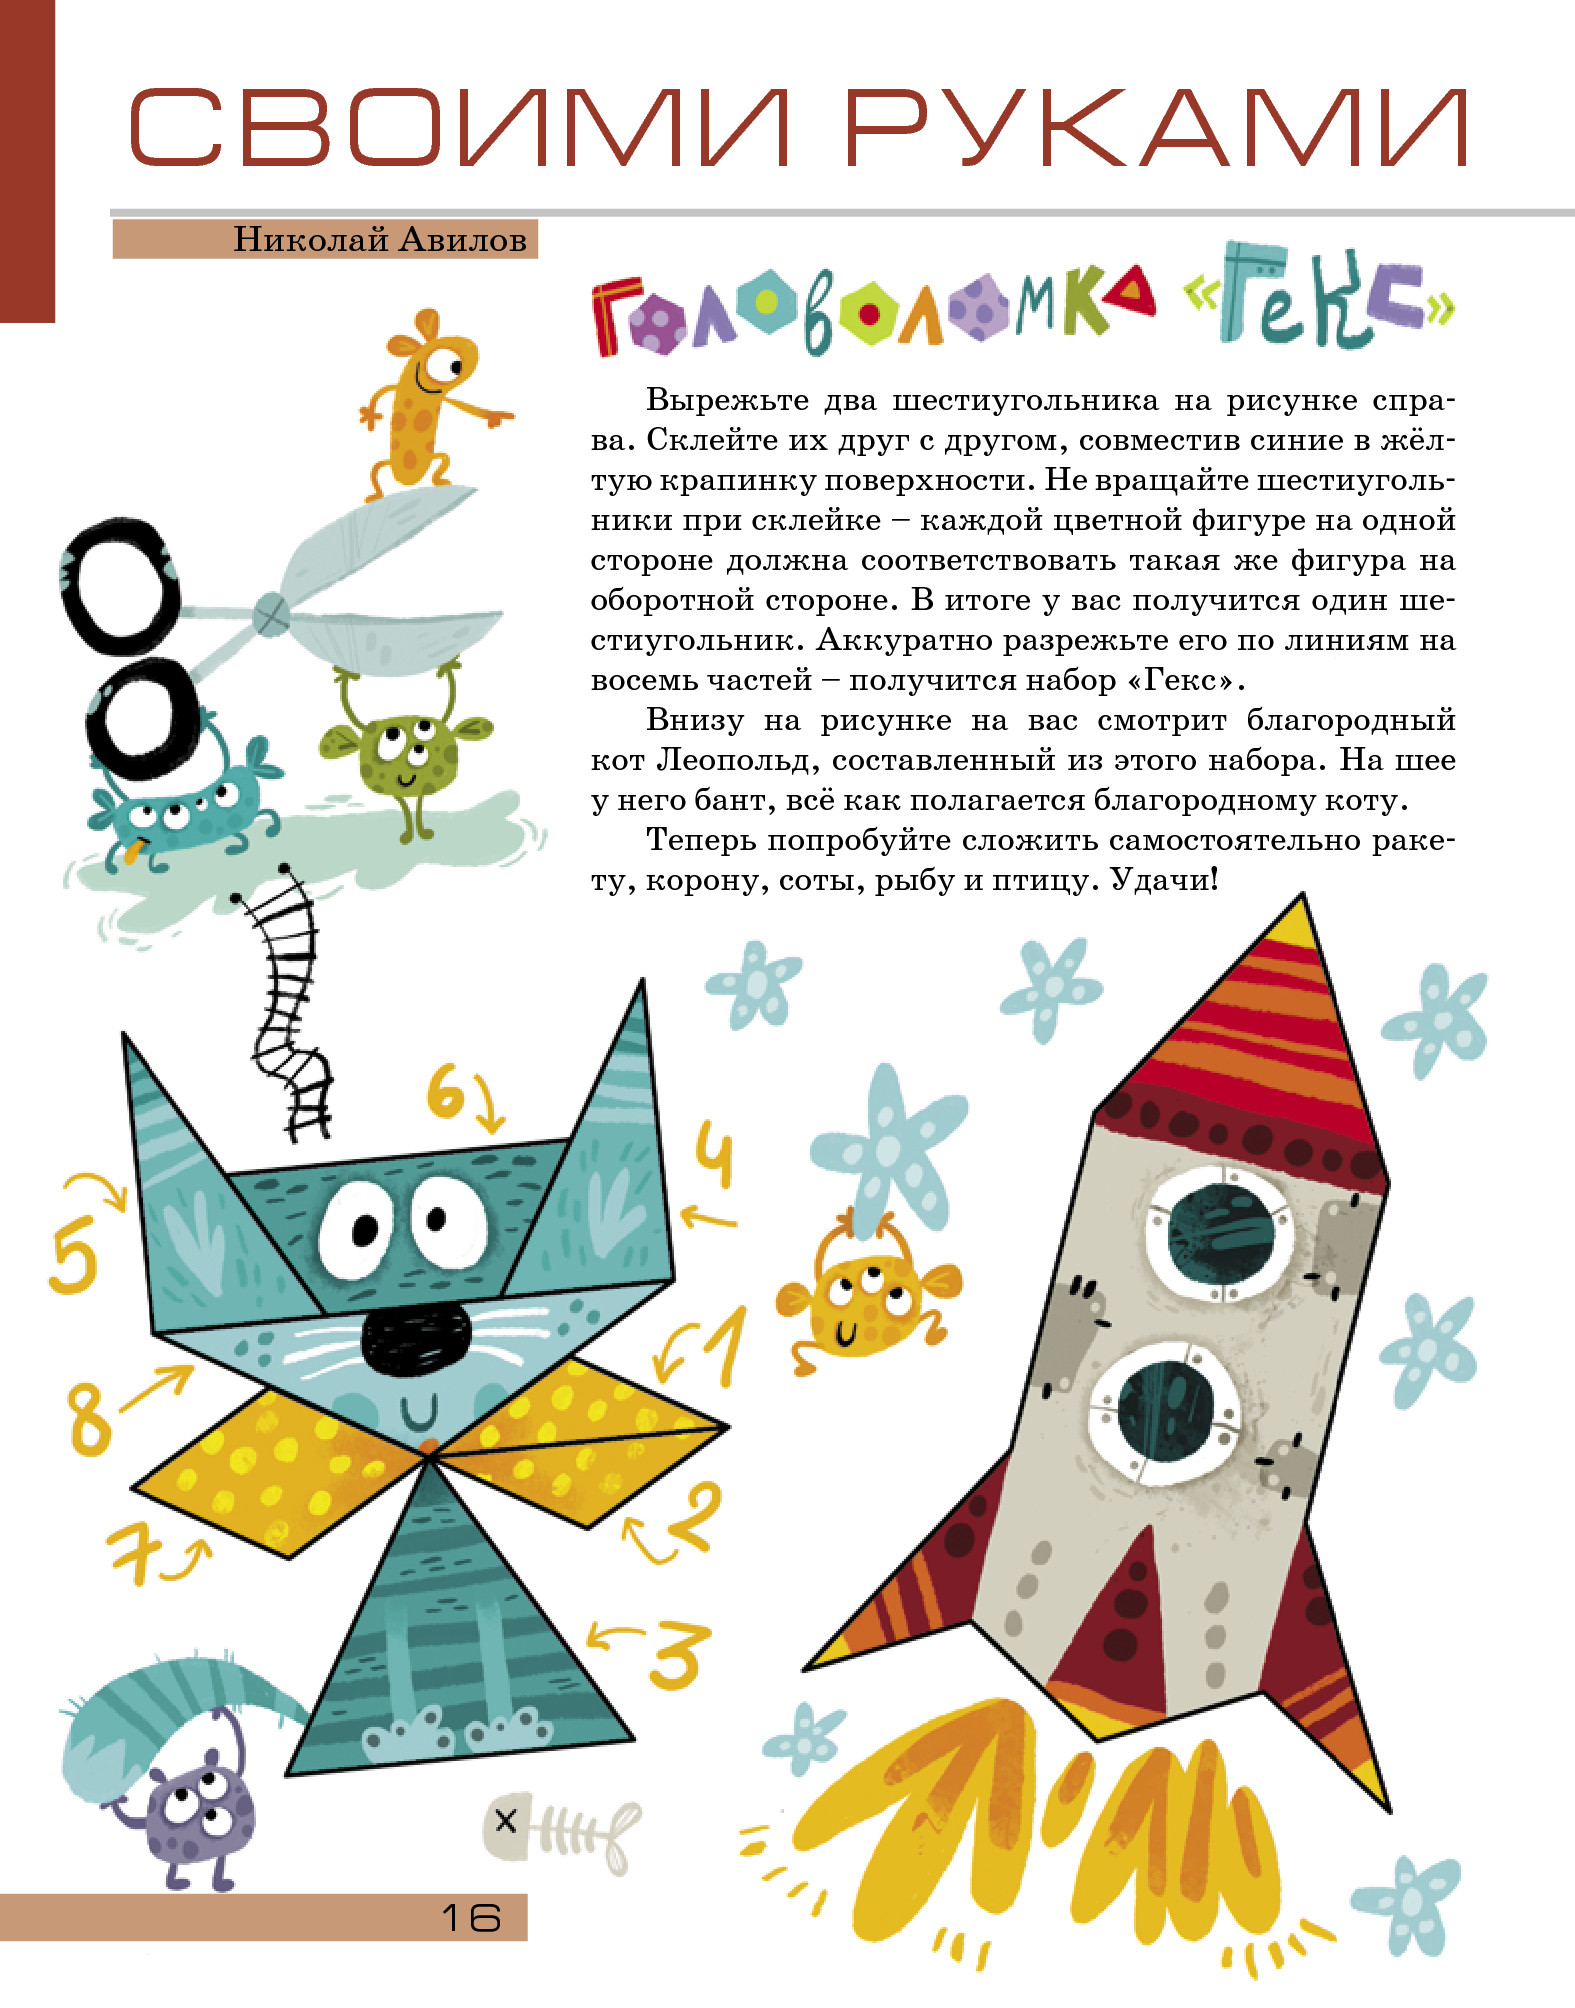 СВОИМИ РУКАМИ
Николай Авилов
Головоломка «Гекс»
Вырежьте два шестиугольника на рисунке спра-
ва. Склейте их друг с другом, совместив синие в жёл-
тую крапинку поверхности. Не вращайте шестиуголь-
ники при склейке – каждой цветной фигуре на одной
стороне должна соответствовать такая же фигура на
оборотной стороне. В итоге у вас получится один ше-
стиугольник. Аккуратно разрежьте его по линиям на
восемь частей – получится набор «Гекс».
Внизу на рисунке на вас смотрит благородный
кот Леопольд, составленный из этого набора. На шее
у него бант, всё как полагается благородному коту.
Теперь попробуйте сложить самостоятельно раке-
ту, корону, соты, рыбу и птицу. Удачи!
6
4
5
1
8
2
7
3
16